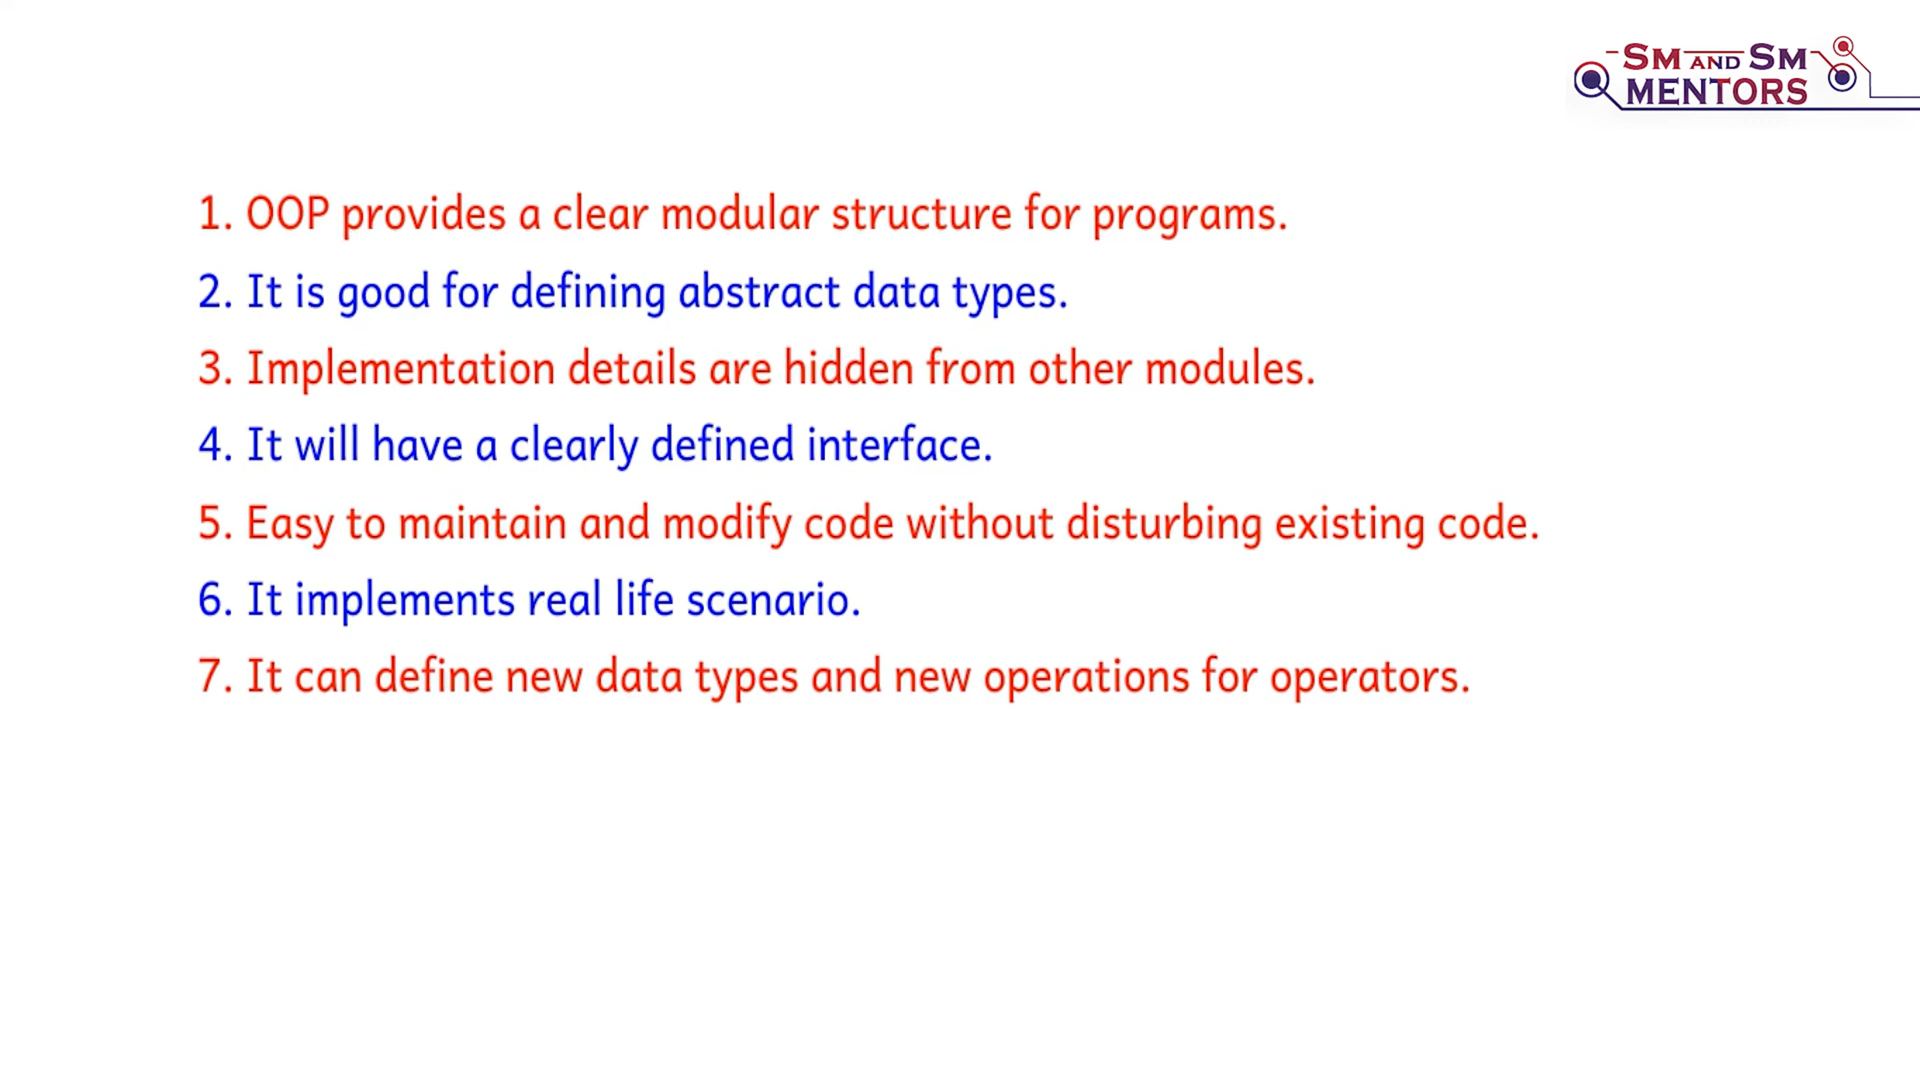 SM AND SM
MENTORS
1. OOP provides a clear modular structure for programs.
2. It is good for defining abstract data types.
3. Implementation details are hidden from other modules.
4. It will have a clearly defined interface.
5. Easy to maintain and modify code without disturbing existing code.
6. It implements real life scenario.
7. It can define new data types and new operations for operators.